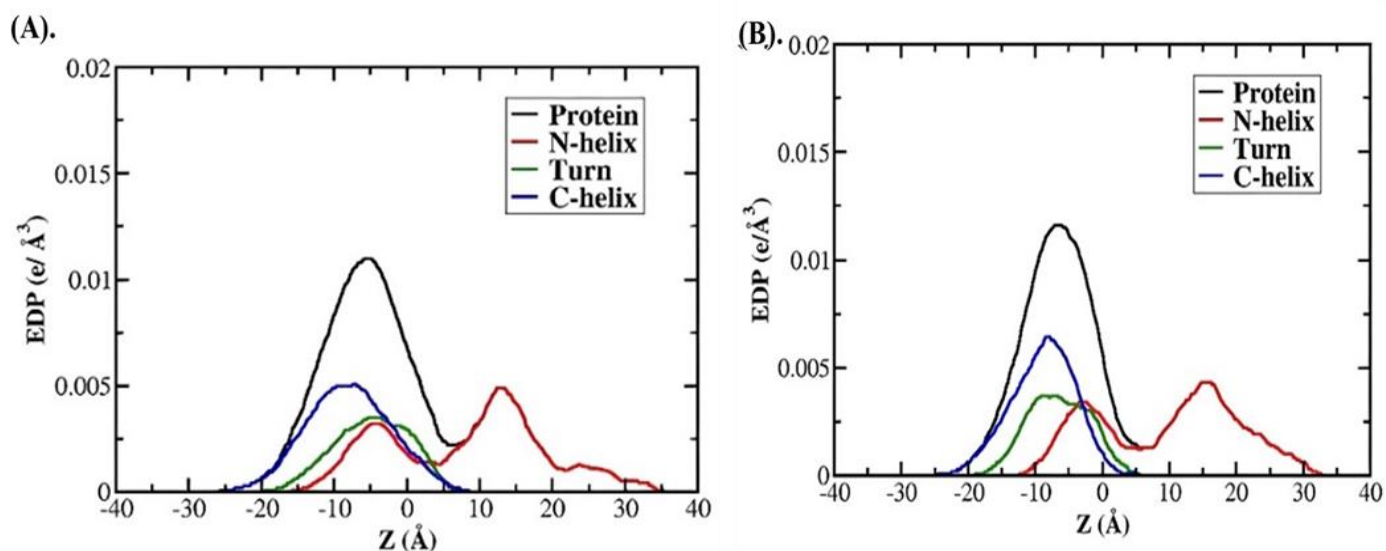 (A).
0.02
0.015
0.01
0.005
0
EDP (e/ Å³)
-40 -30 -20 -10 0 10 20 30 40
Z (Å)
Protein
N-helix
Turn
C-helix
(B).
0.02
0.015
0.01
0.005
0
EDP (e/Å³)
-40 -30 -20 -10 0 10 20 30 40
Z (Å)
Protein
N-helix
Turn
C-helix